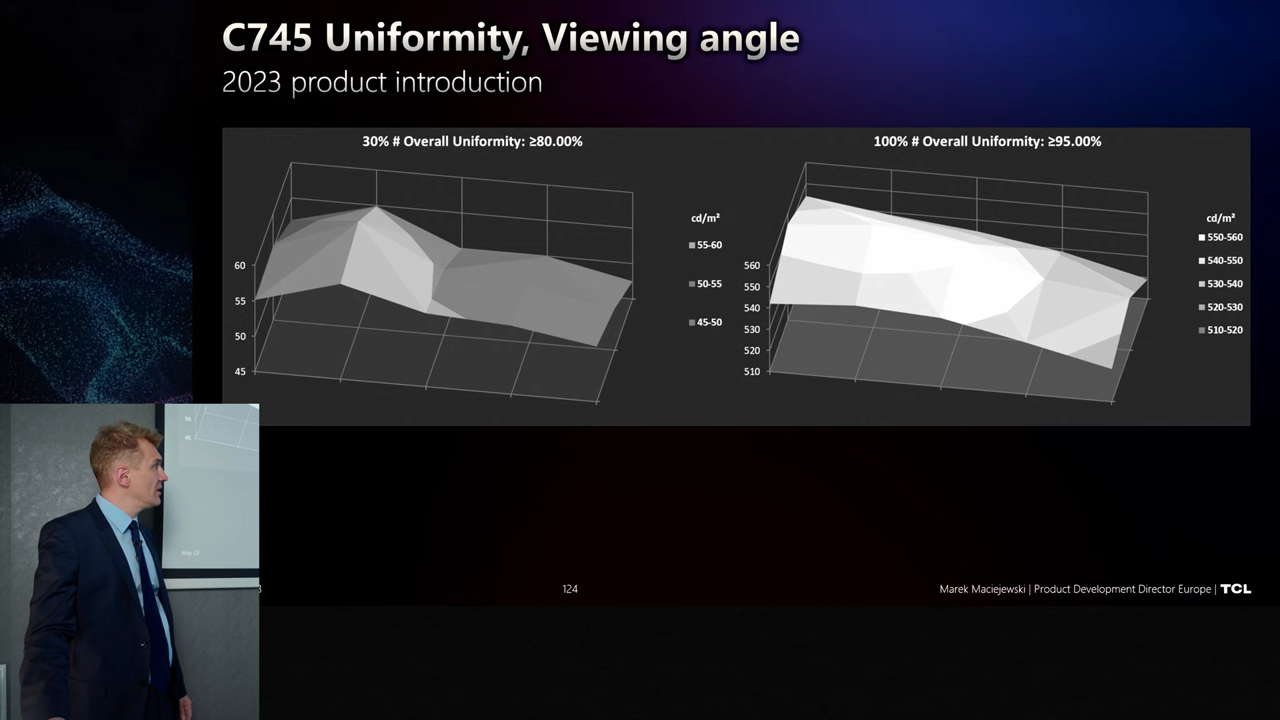 C745 Uniformity, Viewing angle
2023 product introduction
30% # Overall Uniformity: ≥80.00%
cd/m²
55-60
50-55
45-50
60
55
50
45
100% # Overall Uniformity: ≥95.00%
cd/m²
550-560
540-550
530-540
520-530
510-520
560
550
540
530
520
510
May 23
124
Marek Maciejewski | Product Development Director Europe | TCL